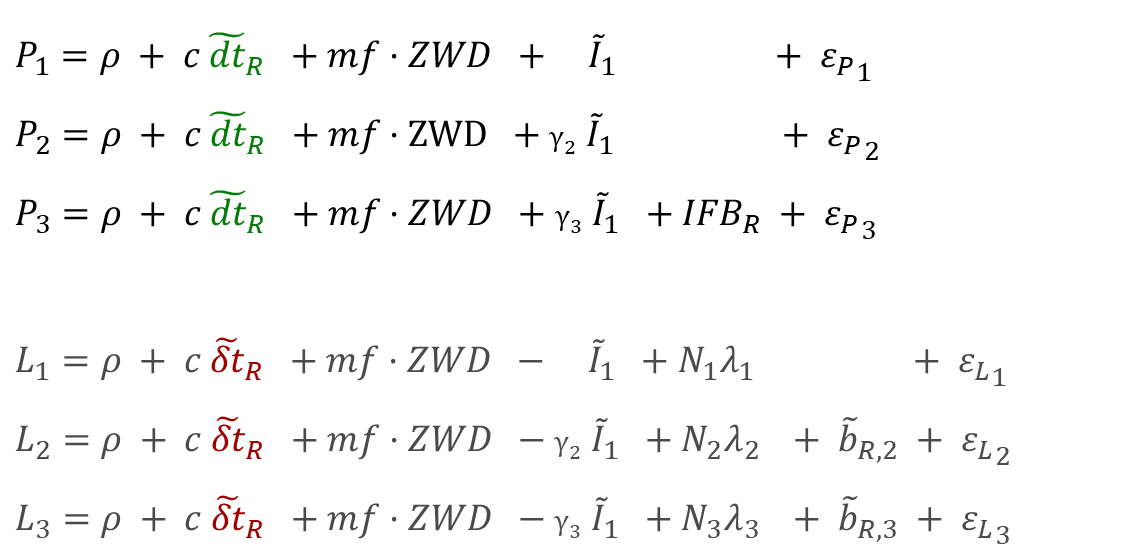 P₁ = ρ + c d̃t_R + mf · ZWD + Ĩ₁ + ε_P₁
P₂ = ρ + c d̃t_R + mf · ZWD + γ₂ Ĩ₁ + ε_P₂
P₃ = ρ + c d̃t_R + mf · ZWD + γ₃ Ĩ₁ + IFB_R + ε_P₃
L₁ = ρ + c δ̃t_R + mf · ZWD − Ĩ₁ + N₁λ₁ + ε_L₁
L₂ = ρ + c δ̃t_R + mf · ZWD − γ₂ Ĩ₁ + N₂λ₂ + b̃_R,₂ + ε_L₂
L₃ = ρ + c δ̃t_R + mf · ZWD − γ₃ Ĩ₁ + N₃λ₃ + b̃_R,₃ + ε_L₃